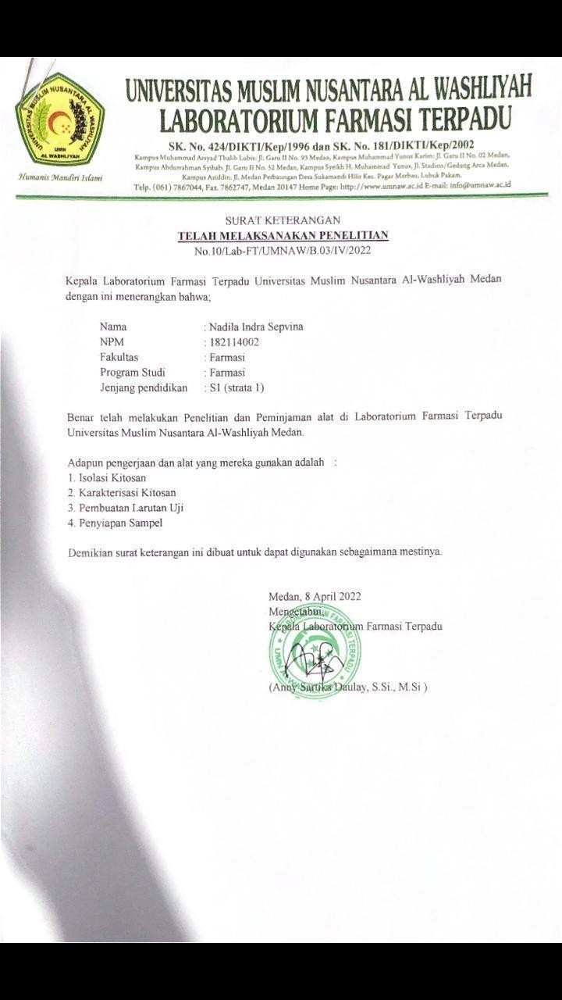 UNIVERSITAS MUSLIM NUSANTARA AL WASHLIYAH
UMN
AL WASHLIYAH
Humanis Mandiri Islami
UNIVERSITAS MUSLIM NUSANTARA AL WASHLIYAH
LABORATORIUM FARMASI TERPADU
SK. No. 424/DIKTI/Kep/1996 dan SK. No. 181/DIKTI/Kep/2002
Kampus Muhammad Arsyad Thalib Lubis: Jl. Garu II No. 93 Medan, Kampus Muhammad Yunus Karim: Jl. Garu II No. 02 Medan,
Kampus Abdurrahman Syihab: Jl. Garu II No. 52 Medan, Kampus Syeikh H. Muhammad Yunus, Jl. Stadion/Gedung Arca Medan,
Kampus Aziddin: Jl. Medan Perbaungan Desa Sukamandi Hilir Kec. Pagar Merbau, Lubuk Pakam.
Telp. (061) 7867044, Fax. 7862747, Medan 20147 Home Page: http://www.umnaw.ac.id E-mail: info@umnaw.ac.id
SURAT KETERANGAN
TELAH MELAKSANAKAN PENELITIAN
No.10/Lab-FT/UMNAW/B.03/IV/2022
Kepala Laboratorium Farmasi Terpadu Universitas Muslim Nusantara Al-Washliyah Medan
dengan ini menerangkan bahwa;
Nama : Nadila Indra Sepvina
NPM : 182114002
Fakultas : Farmasi
Program Studi : Farmasi
Jenjang pendidikan : S1 (strata 1)
Benar telah melakukan Penelitian dan Peminjaman alat di Laboratorium Farmasi Terpadu
Universitas Muslim Nusantara Al-Washliyah Medan.
Adapun pengerjaan dan alat yang mereka gunakan adalah :
1. Isolasi Kitosan
2. Karakterisasi Kitosan
3. Pembuatan Larutan Uji
4. Penyiapan Sampel
Demikian surat keterangan ini dibuat untuk dapat digunakan sebagaimana mestinya.
Medan, 8 April 2022
Mengetahui,
Kepala Laboratorium Farmasi Terpadu
LABORATORIUM FARMASI TERPADU
UMN AL WASHLIYAH
(Anny Sartika Daulay, S.Si., M.Si )